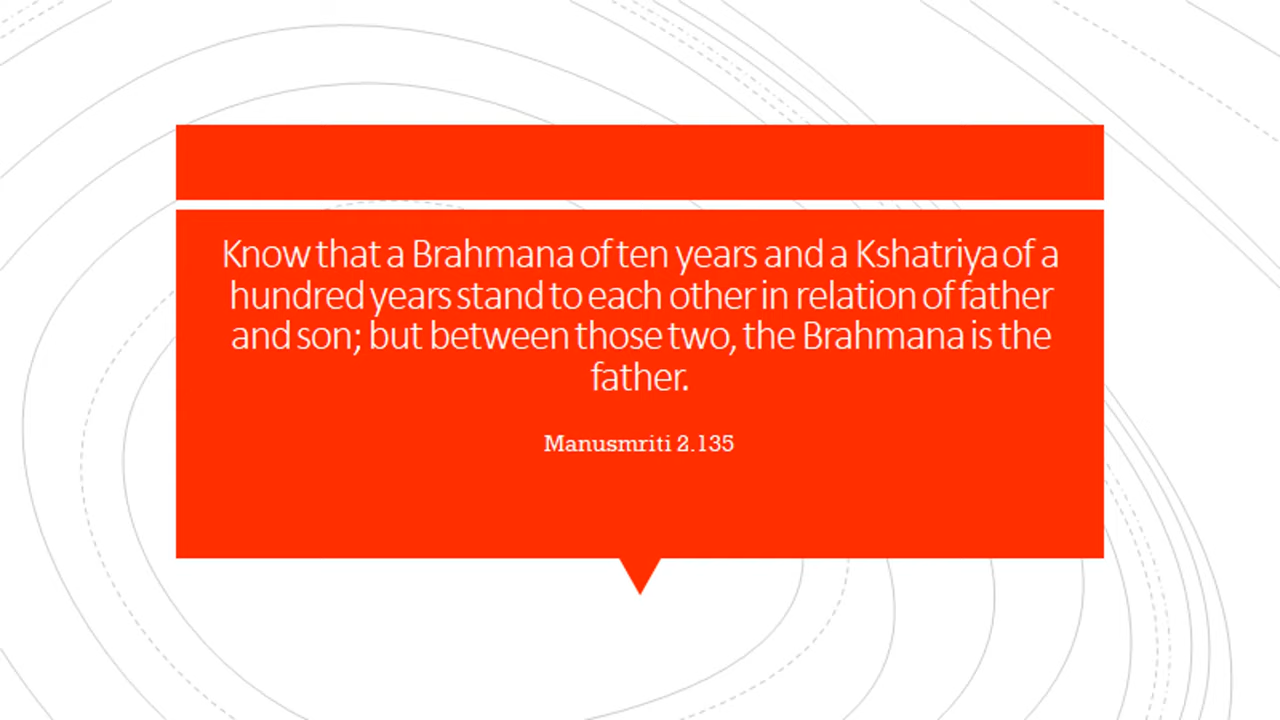 Know that a Brahmana of ten years and a Kshatriya of a
hundred years stand to each other in relation of father
and son; but between those two, the Brahmana is the
father.
Manusmriti 2.135